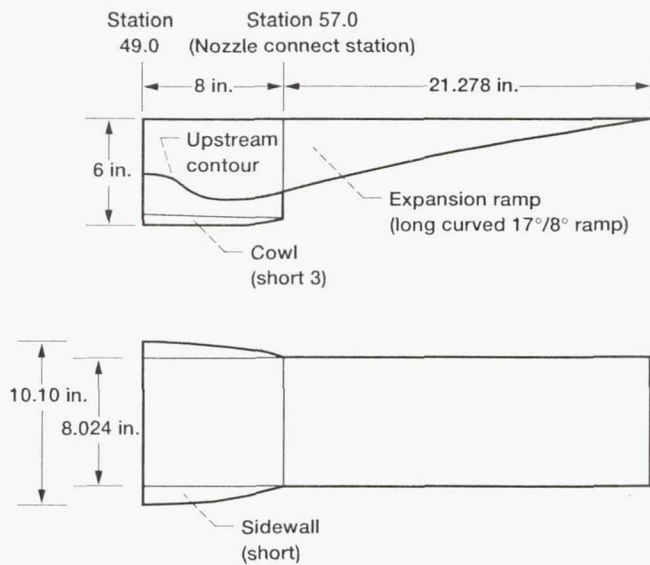 Station
49.0
Station 57.0
(Nozzle connect station)
8 in.
21.278 in.
6 in.
Upstream
contour
Expansion ramp
(long curved 17°/8° ramp)
Cowl
(short 3)
10.10 in.
8.024 in.
Sidewall
(short)